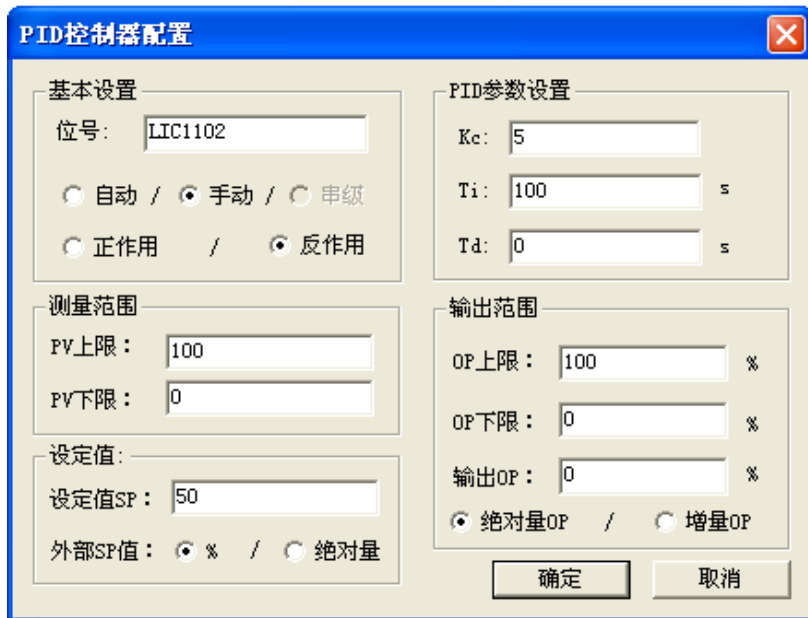 PID控制器配置
基本设置
位号: LIC1102
自动 / 手动 / 串级
正作用 / 反作用
测量范围
PV上限: 100
PV下限: 0
设定值:
设定值SP: 50
外部SP值: % / 绝对量
PID参数设置
Kc: 5
Ti: 100 s
Td: 0 s
输出范围
OP上限: 100 %
OP下限: 0 %
输出OP: 0 %
绝对量OP / 增量OP
确定 取消